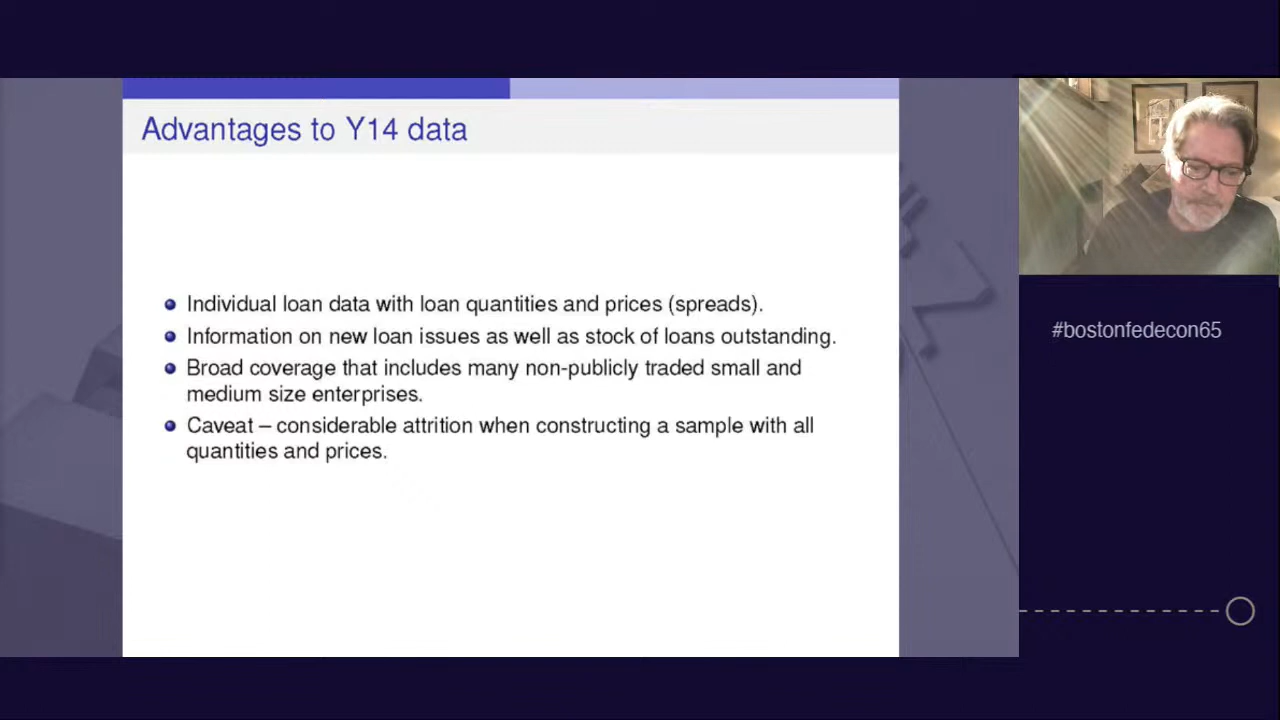 Advantages to Y14 data
Individual loan data with loan quantities and prices (spreads).
Information on new loan issues as well as stock of loans outstanding.
Broad coverage that includes many non-publicly traded small and
medium size enterprises.
Caveat – considerable attrition when constructing a sample with all
quantities and prices.
#bostonfedecon65